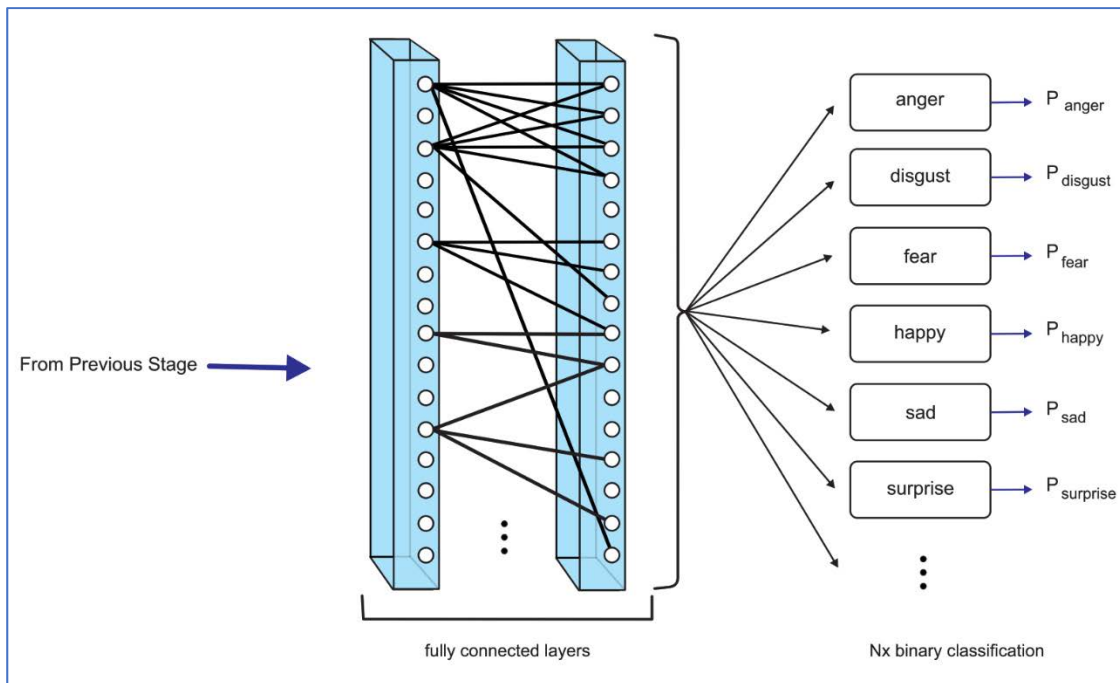 From Previous Stage
fully connected layers
anger
P anger
disgust
P disgust
fear
P fear
happy
P happy
sad
P sad
surprise
P surprise
Nx binary classification